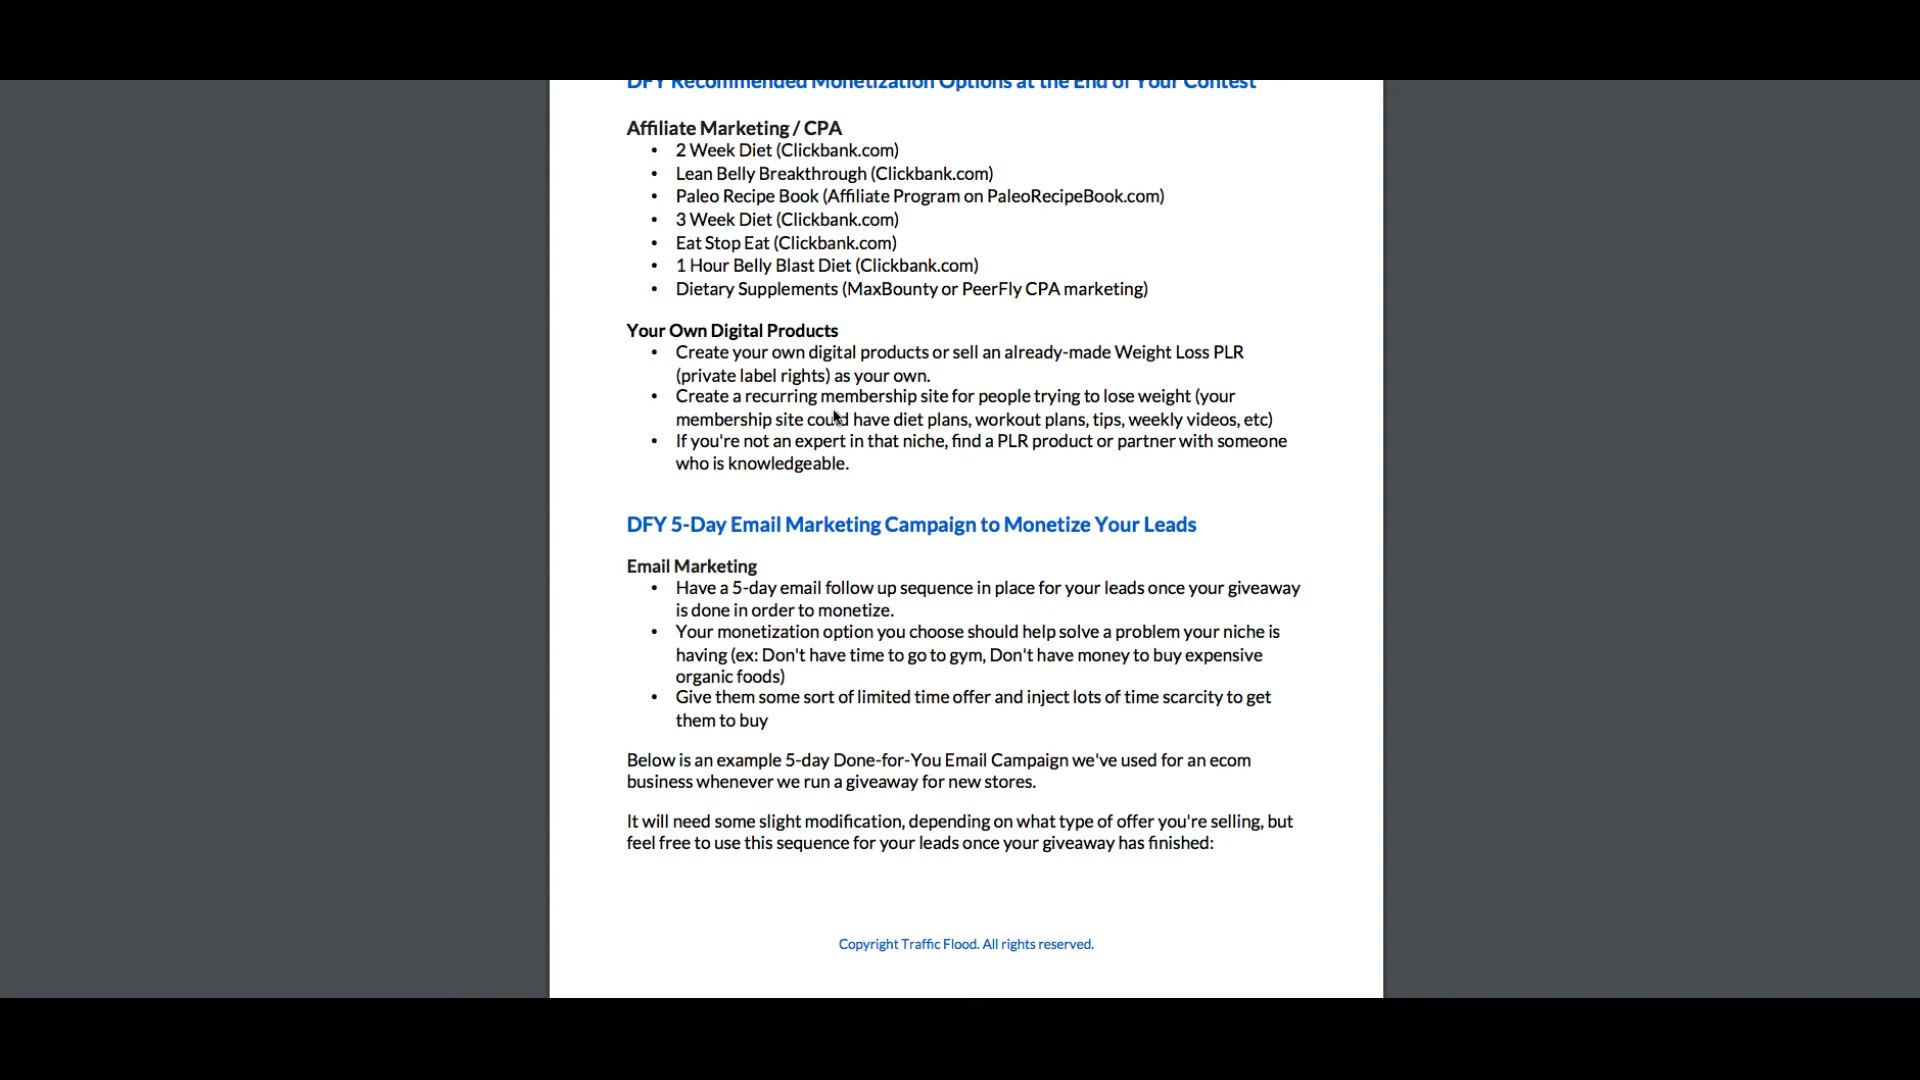 DFY Recommended Monetization Options at the End of Your Contest
Affiliate Marketing / CPA
• 2 Week Diet (Clickbank.com)
• Lean Belly Breakthrough (Clickbank.com)
• Paleo Recipe Book (Affiliate Program on PaleoRecipeBook.com)
• 3 Week Diet (Clickbank.com)
• Eat Stop Eat (Clickbank.com)
• 1 Hour Belly Blast Diet (Clickbank.com)
• Dietary Supplements (MaxBounty or PeerFly CPA marketing)
Your Own Digital Products
• Create your own digital products or sell an already-made Weight Loss PLR
(private label rights) as your own.
• Create a recurring membership site for people trying to lose weight (your
membership site could have diet plans, workout plans, tips, weekly videos, etc)
• If you're not an expert in that niche, find a PLR product or partner with someone
who is knowledgeable.
DFY 5-Day Email Marketing Campaign to Monetize Your Leads
Email Marketing
• Have a 5-day email follow up sequence in place for your leads once your giveaway
is done in order to monetize.
• Your monetization option you choose should help solve a problem your niche is
having (ex: Don't have time to go to gym, Don't have money to buy expensive
organic foods)
• Give them some sort of limited time offer and inject lots of time scarcity to get
them to buy
Below is an example 5-day Done-for-You Email Campaign we've used for an ecom
business whenever we run a giveaway for new stores.
It will need some slight modification, depending on what type of offer you're selling, but
feel free to use this sequence for your leads once your giveaway has finished:
Copyright Traffic Flood. All rights reserved.